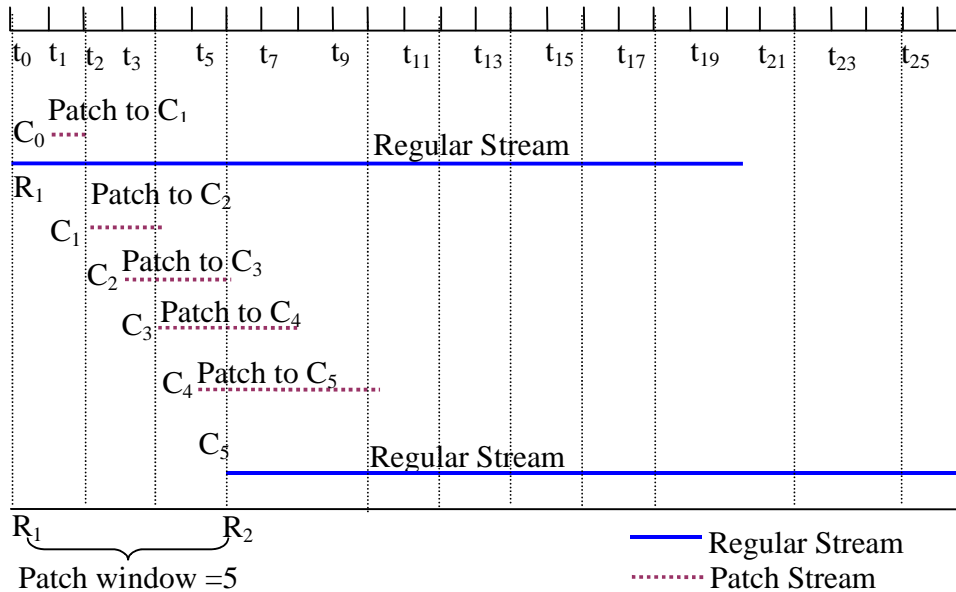 t0 t1 t2 t3 t5 t7 t9 t11 t13 t15 t17 t19 t21 t23 t25
Patch to C1
C0
Regular Stream
R1
Patch to C2
C1
C2 Patch to C3
C3 Patch to C4
C4 Patch to C5
C5
Regular Stream
R1 R2
Patch window =5
Regular Stream
Patch Stream